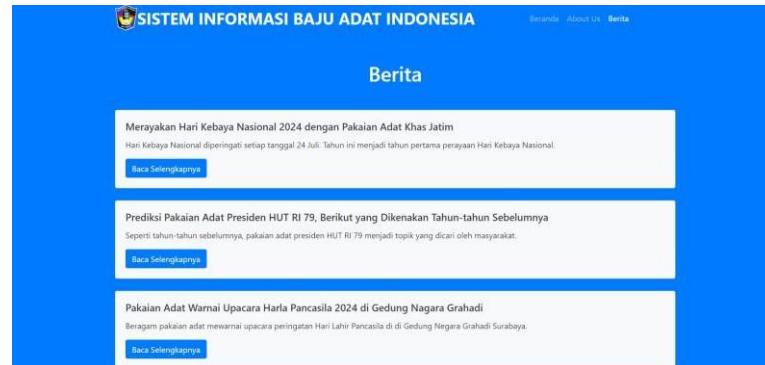 SISTEM INFORMASI BAJU ADAT INDONESIA
Beranda About Us Berita
Berita
Merayakan Hari Kebaya Nasional 2024 dengan Pakaian Adat Khas Jatim
Hari Kebaya Nasional diperingati setiap tanggal 24 Juli. Tahun ini menjadi tahun pertama perayaan Hari Kebaya Nasional.
Baca Selengkapnya
Prediksi Pakaian Adat Presiden HUT RI 79, Berikut yang Dikenakan Tahun-tahun Sebelumnya
Seperti tahun-tahun sebelumnya, pakaian adat presiden HUT RI 79 menjadi topik yang dicari oleh masyarakat.
Baca Selengkapnya
Pakaian Adat Warnai Upacara Harla Pancasila 2024 di Gedung Nagara Grahadi
Beragam pakaian adat mewarnai upacara peringatan Hari Lahir Pancasila di di Gedung Negara Grahadi Surabaya.
Baca Selengkapnya